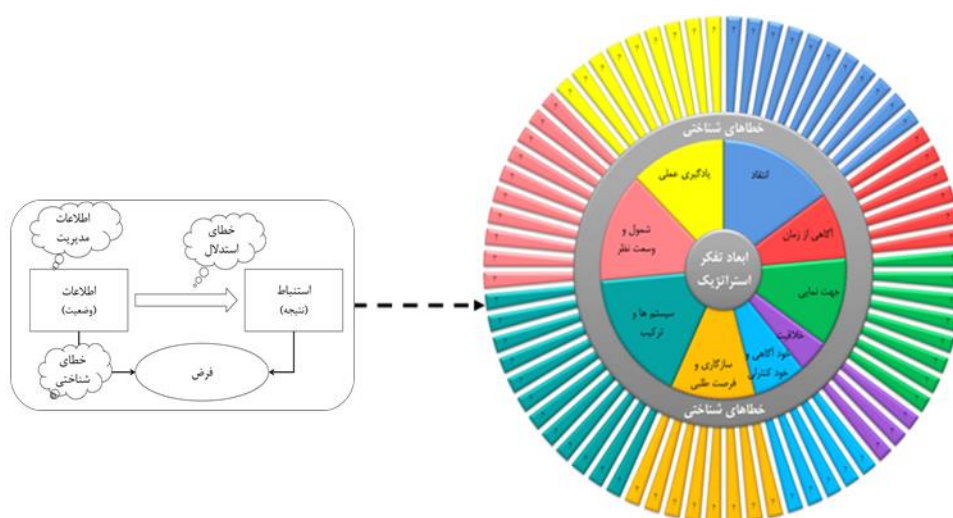 اطلاعات
مدیریت
خطای
استدلال
اطلاعات
(وضعیت)
استنباط
(نتیجه)
خطای
شناختی
فرض
خطاهای شناختی
یادگیری عملی
انتقاد
شمول و
وسعت نظر
آگاهی از زمان
ابعاد تفکر
استراتژیک
جهت نمایی
سیستم ها و
ترکیب
خلاقیت
خود آگاهی و
خود کنترلی
سازگاری و
فرصت طلبی
خطاهای شناختی